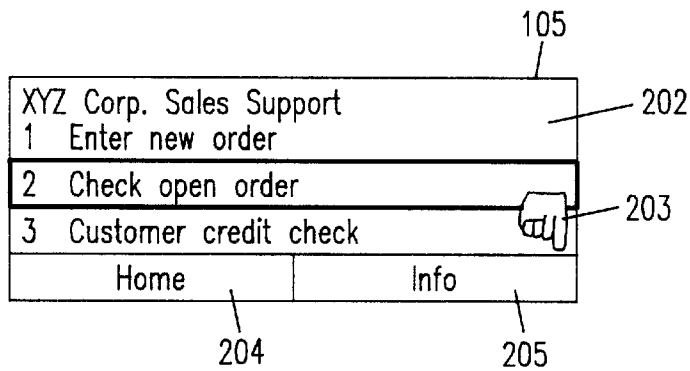 105
XYZ Corp. Sales Support
202
1 Enter new order
2 Check open order
203
3 Customer credit check
Home Info
204 205